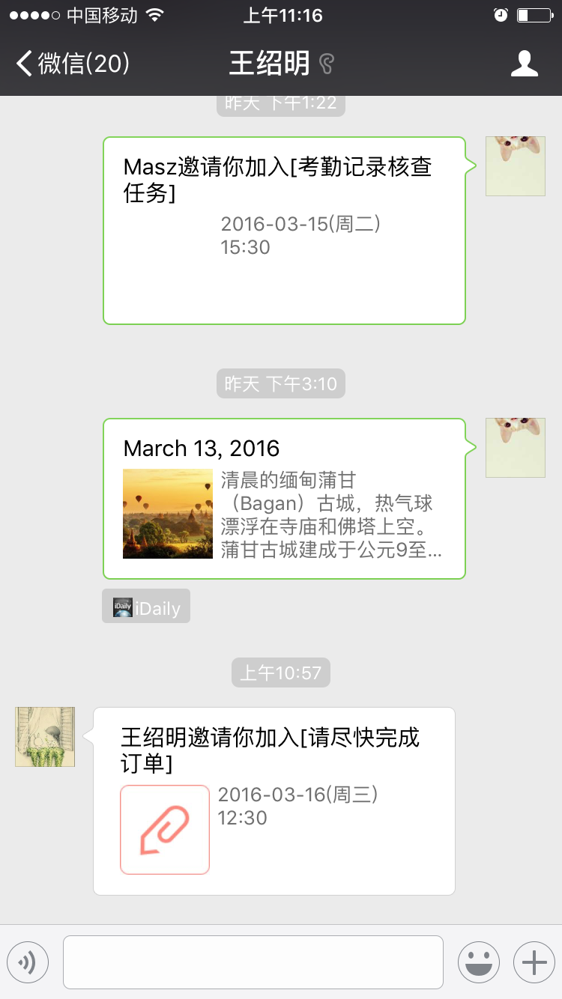 中国移动
上午11:16
微信(20)
王绍明
昨天 下午1:22
Masz邀请你加入[考勤记录核查
任务]
2016-03-15(周二)
15:30
昨天 下午3:10
March 13, 2016
清晨的缅甸蒲甘
（Bagan）古城，热气球
漂浮在寺庙和佛塔上空。
蒲甘古城建成于公元9至...
iDaily
iDaily
上午10:57
王绍明邀请你加入[请尽快完成
订单]
2016-03-16(周三)
12:30